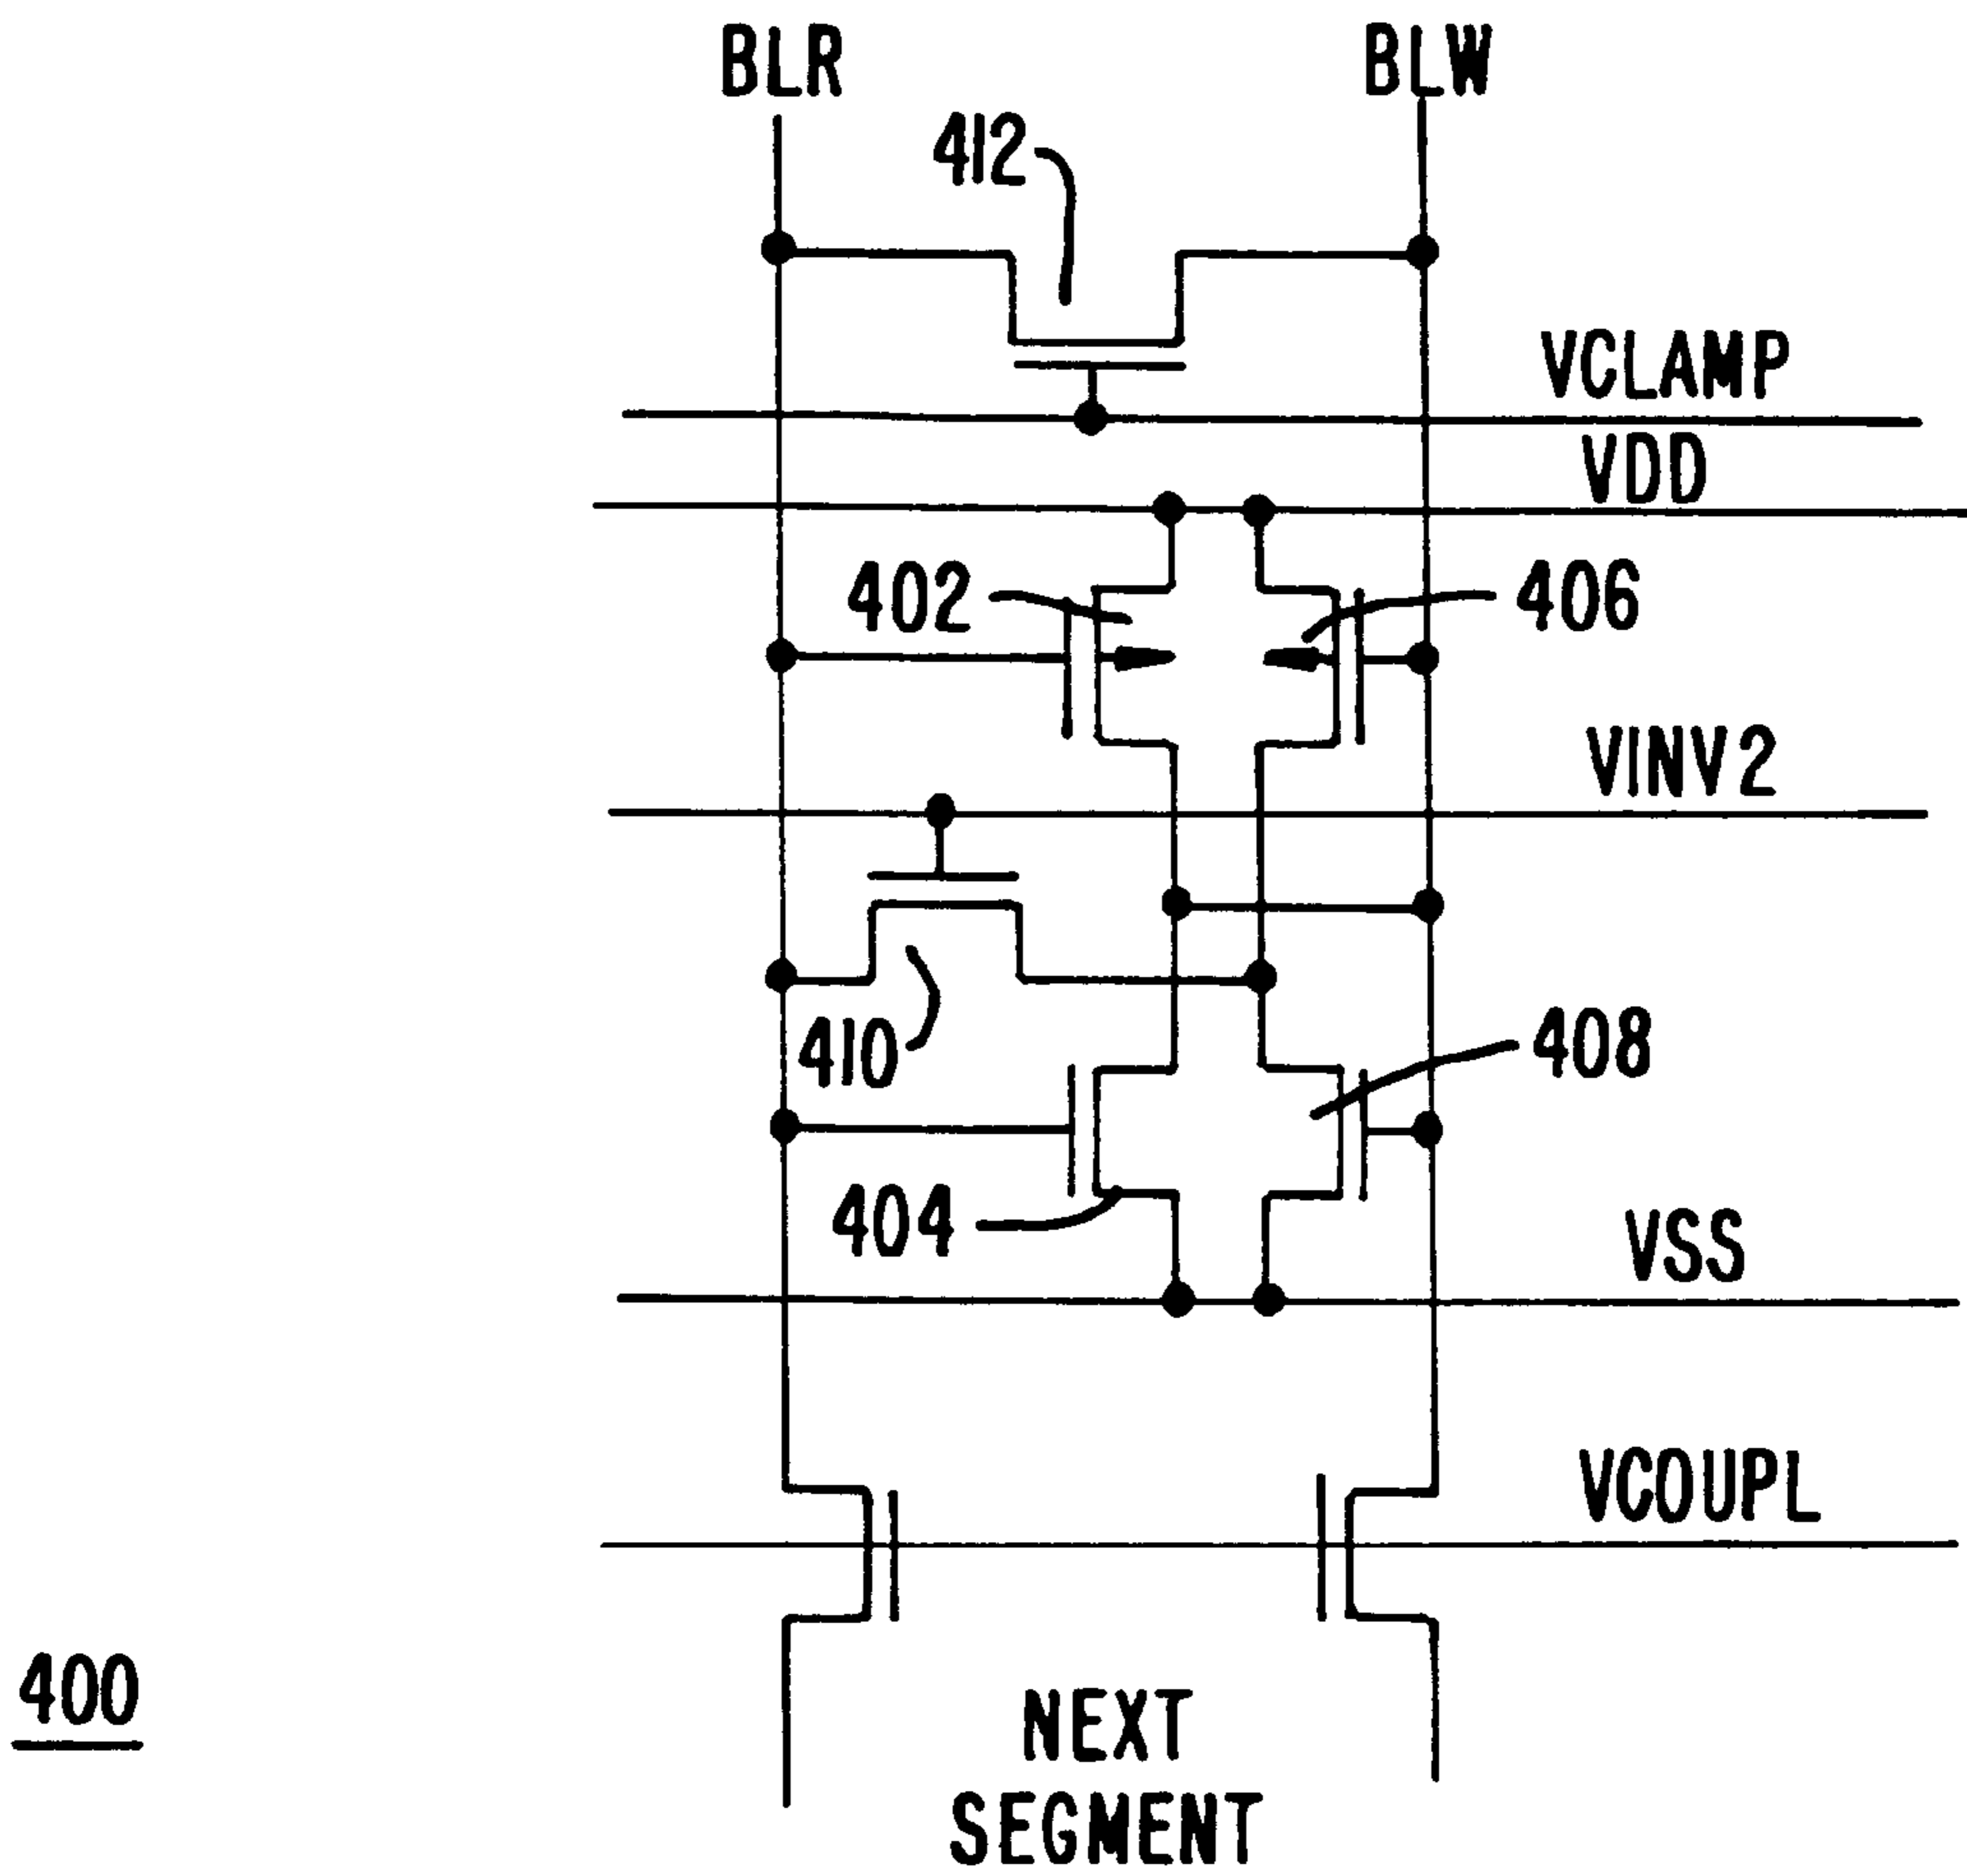 BLR BLW
412
VCLAMP
VDD
402 406
VINV2
410 408
404
VSS
VCOUPL
400
NEXT
SEGMENT